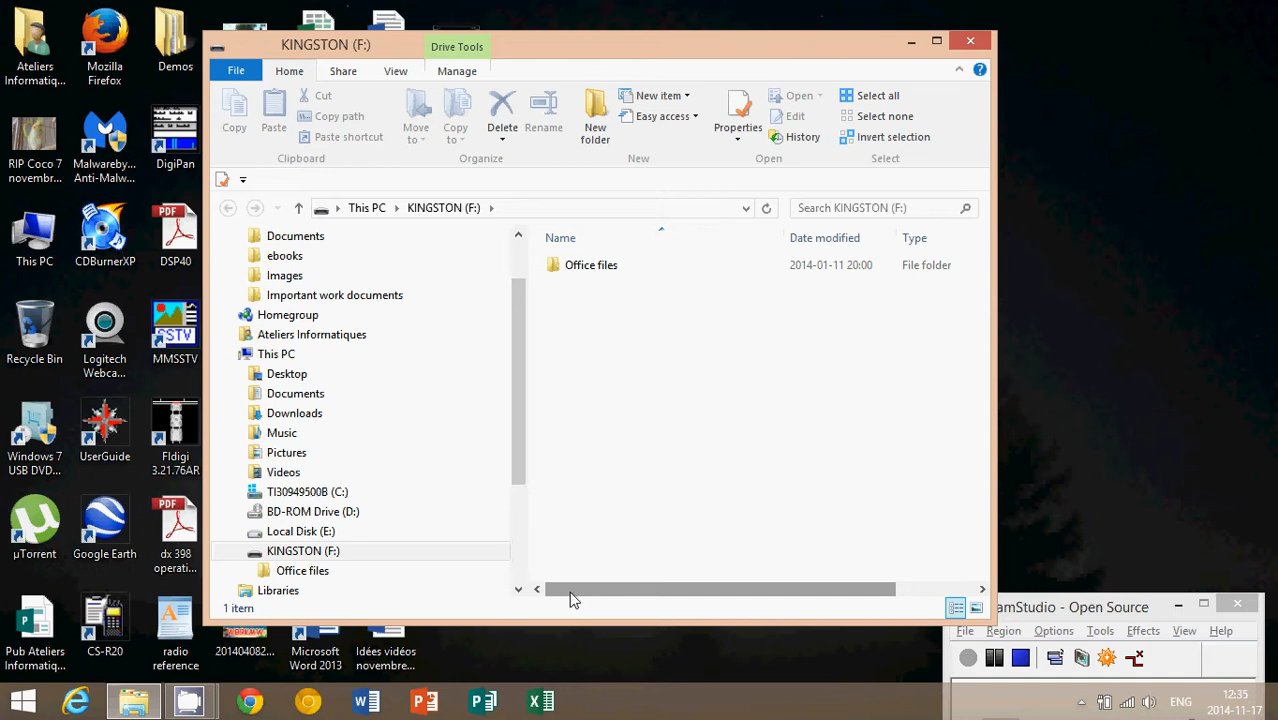 KINGSTON (F:)
Drive Tools
File
Home
Share
View
Manage
Copy
Paste
Cut
Copy path
Paste shortcut
Clipboard
Move to
Copy to
Delete
Rename
Organize
New folder
New item
Easy access
New
Properties
Open
Edit
History
Open
Select all
Select none
Invert selection
Select
This PC
KINGSTON (F:)
Search KINGSTON (F:)
Documents
ebooks
Images
Important work documents
Homegroup
Ateliers Informatiques
This PC
Desktop
Documents
Downloads
Music
Pictures
Videos
TI30949500B (C:)
BD-ROM Drive (D:)
Local Disk (E:)
KINGSTON (F:)
Office files
Libraries
Name
Date modified
Type
Office files
2014-01-11 20:00
File folder
1 item
Ateliers
Informatiq...
Mozilla
Firefox
Demos
RIP Coco 7
novembre...
Malwareby...
Anti-Malw...
DigiPan
This PC
CDBurnerXP
PDF
DSP40
Recycle Bin
Logitech
Webca...
SSTV
MMSSTV
Windows 7
USB DVD...
UserGuide
Fldigi
3.21.76AR
µTorrent
Google Earth
PDF
dx 398
operati...
Pub Ateliers
Informatiq...
CS-R20
radio
reference
201404082...
Microsoft
Word 2013
Idées vidéos
novembre...
amStudio - Open Source
File
Region
Options
Tools
Effects
View
Help
ENG
12:35
2014-11-17